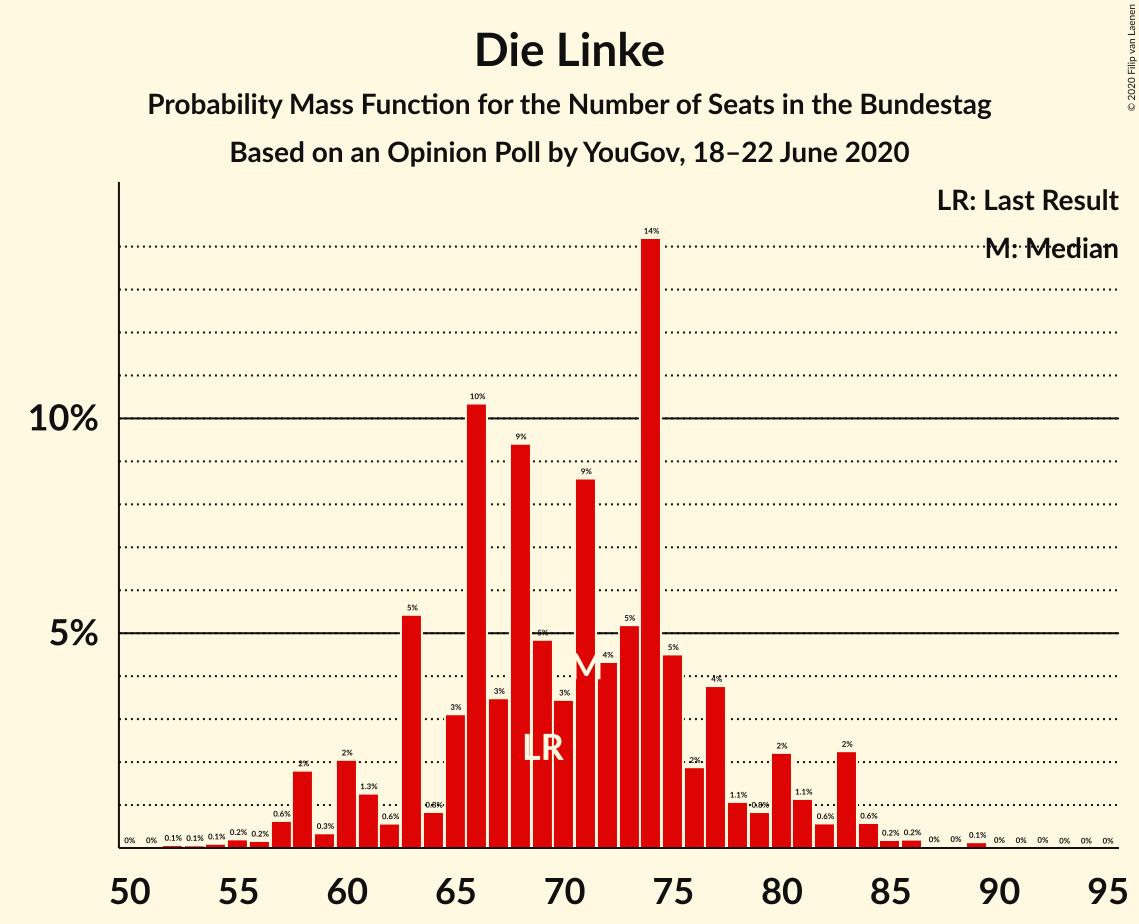 Die Linke
Probability Mass Function for the Number of Seats in the Bundestag
Based on an Opinion Poll by YouGov, 18–22 June 2020
© 2020 Filip van Laenen
LR: Last Result
M: Median
10%
5%
0% 0% 0.1% 0.1% 0.1% 0.2% 0.2% 0.6% 2% 0.3% 2% 1.3% 0.6% 5% 0.8% 3% 10% 3% 9% 5% 3% 9% 4% 5% 14% 5% 2% 4% 1.1% 0.8% 2% 1.1% 0.6% 2% 0.6% 0.2% 0.2% 0% 0% 0.1% 0% 0% 0% 0% 0% 0%
M
LR
50 55 60 65 70 75 80 85 90 95